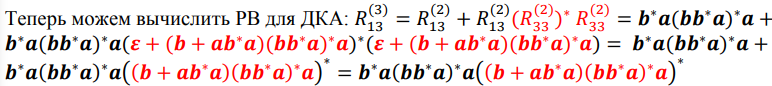 Теперь можем вычислить РВ для ДКА: R₁₃⁽³⁾ = R₁₃⁽²⁾ + R₁₃⁽²⁾(R₃₃⁽²⁾)* R₃₃⁽²⁾ = b*a(bb*a)*a +
b*a(bb*a)*a(ε + (b + ab*a)(bb*a)*a)*(ε + (b + ab*a)(bb*a)*a) = b*a(bb*a)*a +
b*a(bb*a)*a((b + ab*a)(bb*a)*a)* = b*a(bb*a)*a((b + ab*a)(bb*a)*a)*